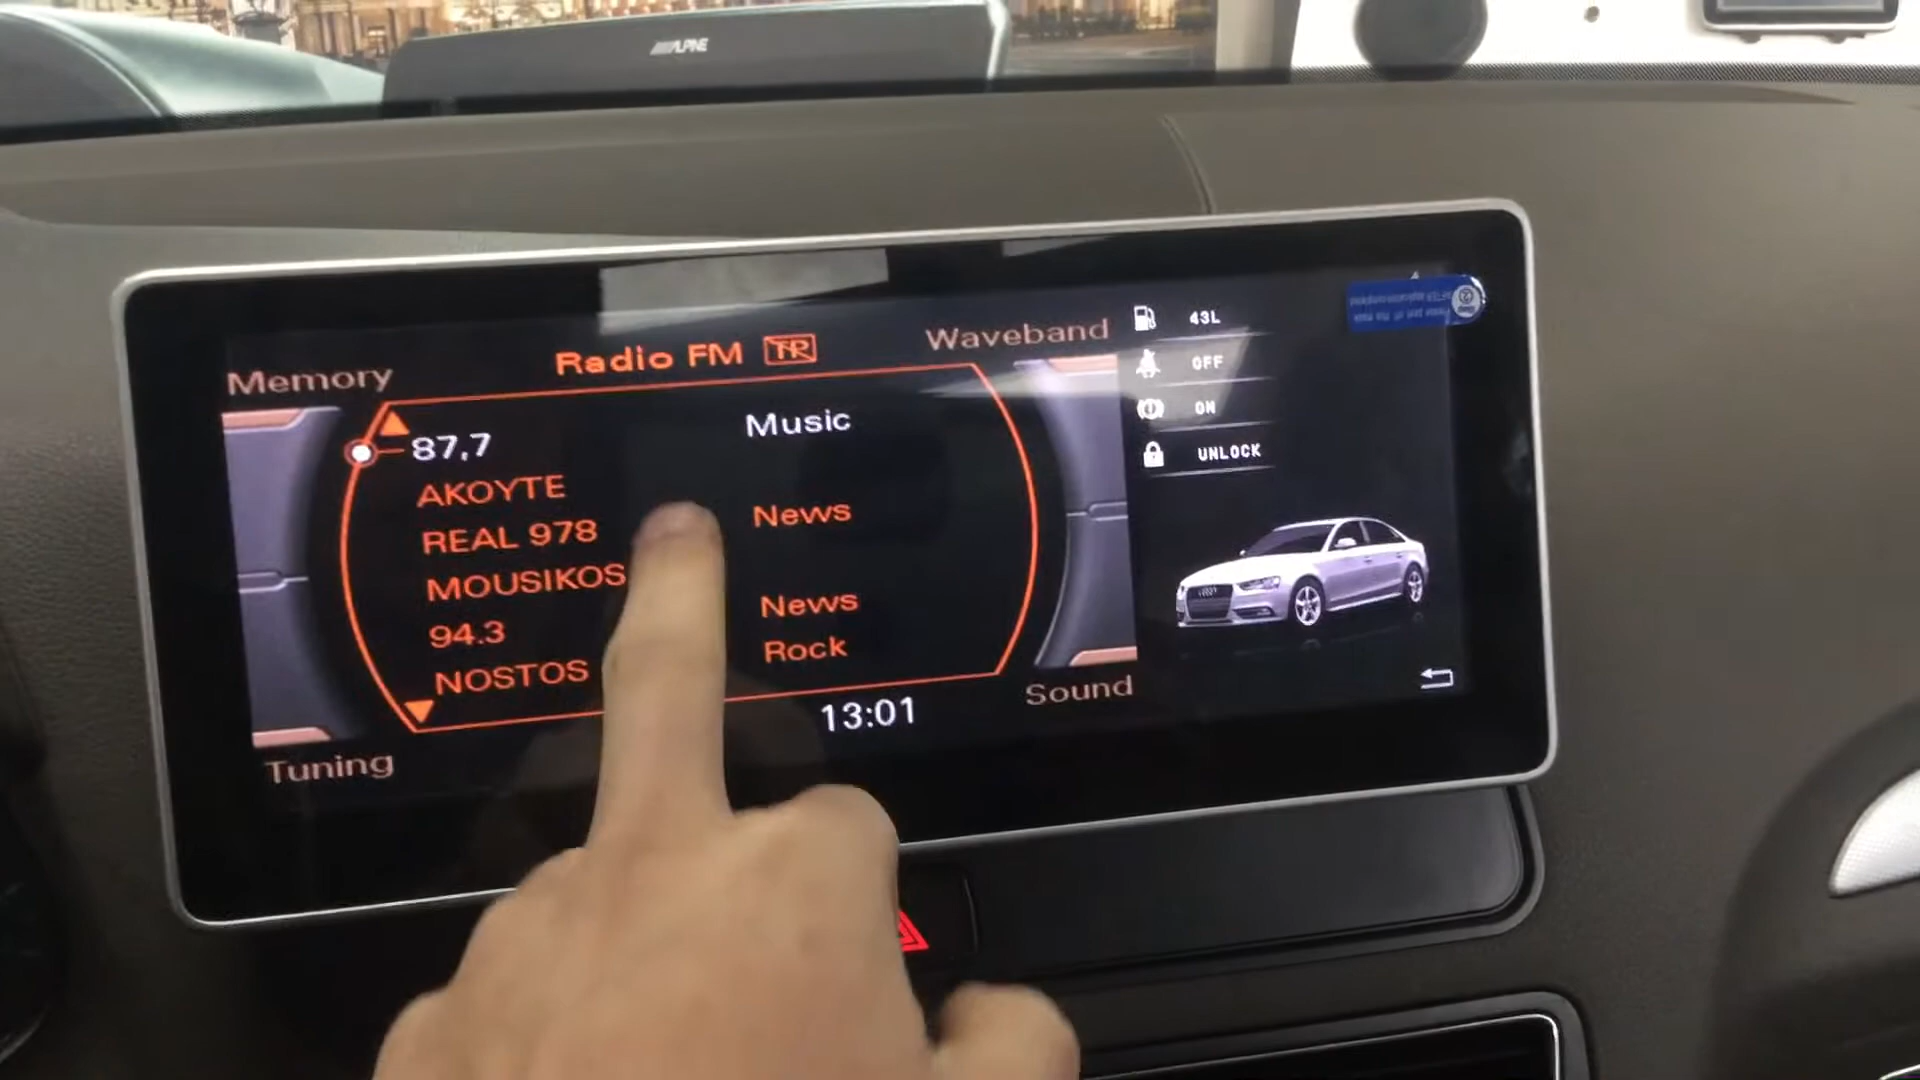 ALPINE
Memory
Radio FM TR
Waveband
87,7 Music
AKOYTE
REAL 978 News
MOUSIKOS
94.3 News
NOSTOS Rock
13:01
Tuning
Sound
43L
OFF
ON
UNLOCK